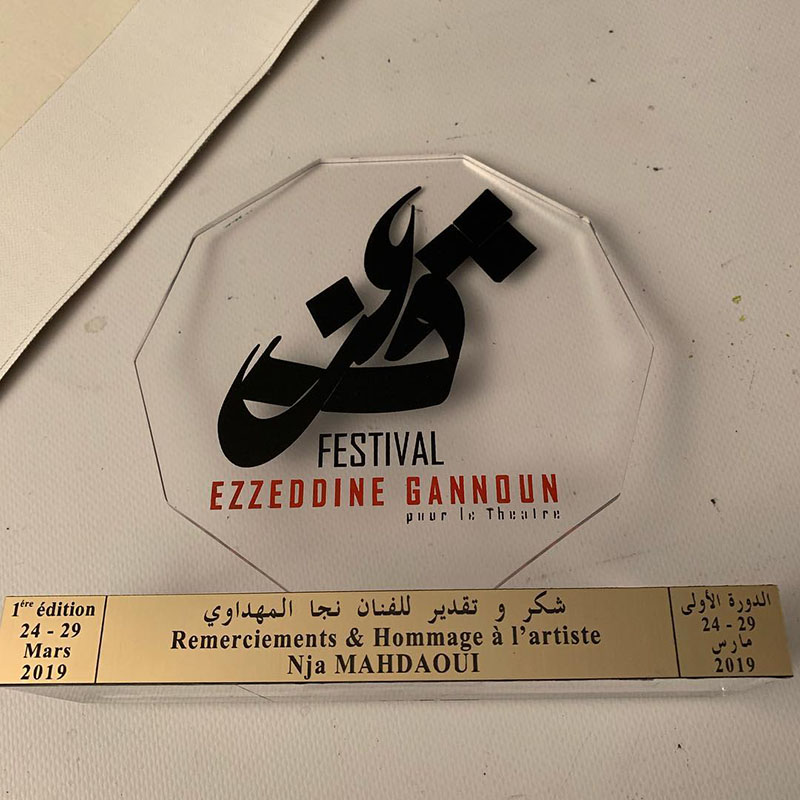 FESTIVAL
EZZEDDINE GANNOUN
pour le Theatre
1ère édition
24 - 29
Mars
2019
شكر و تقدير للفنان نجا المهداوي
Remerciements & Hommage à l'artiste
Nja MAHDAOUI
الدورة الأولى
24 - 29
مارس
2019